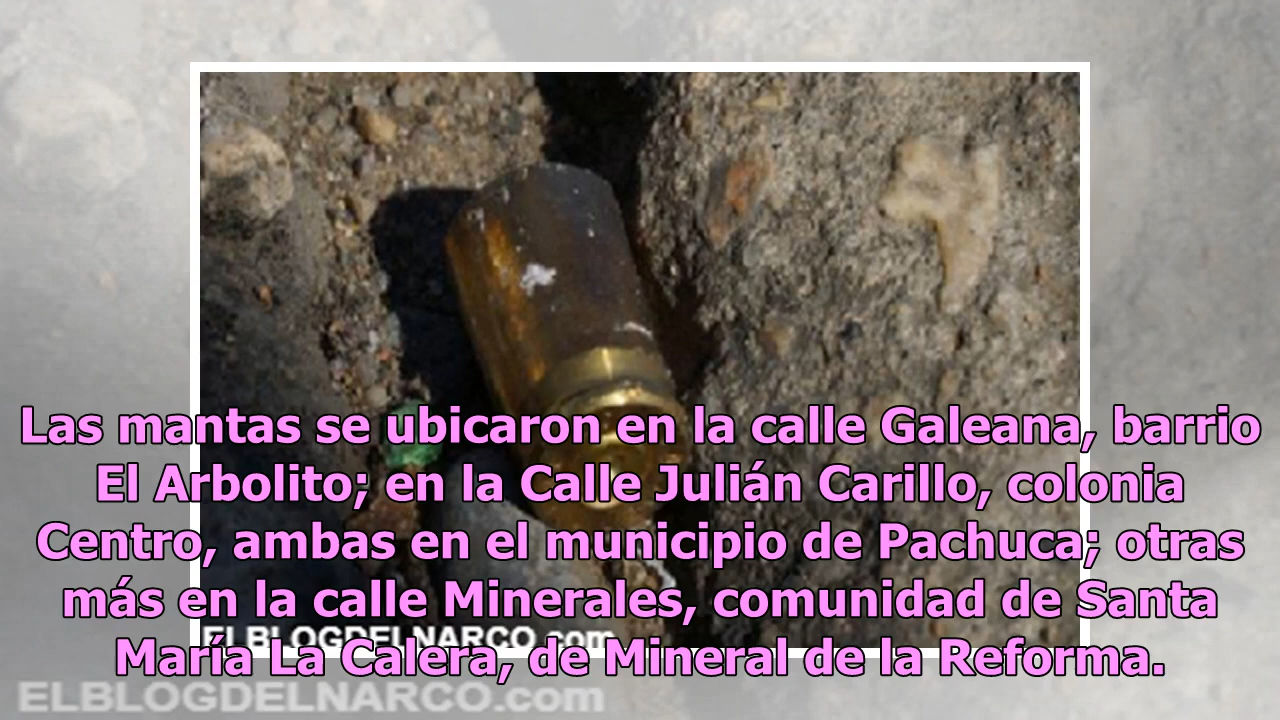 Las mantas se ubicaron en la calle Galeana, barrio
El Arbolito; en la Calle Julián Carillo, colonia
Centro, ambas en el municipio de Pachuca; otras
más en la calle Minerales, comunidad de Santa
ELBLOGDELNARCO.com
María La Calera, de Mineral de la Reforma.
ELBLOGDELNARCO.com